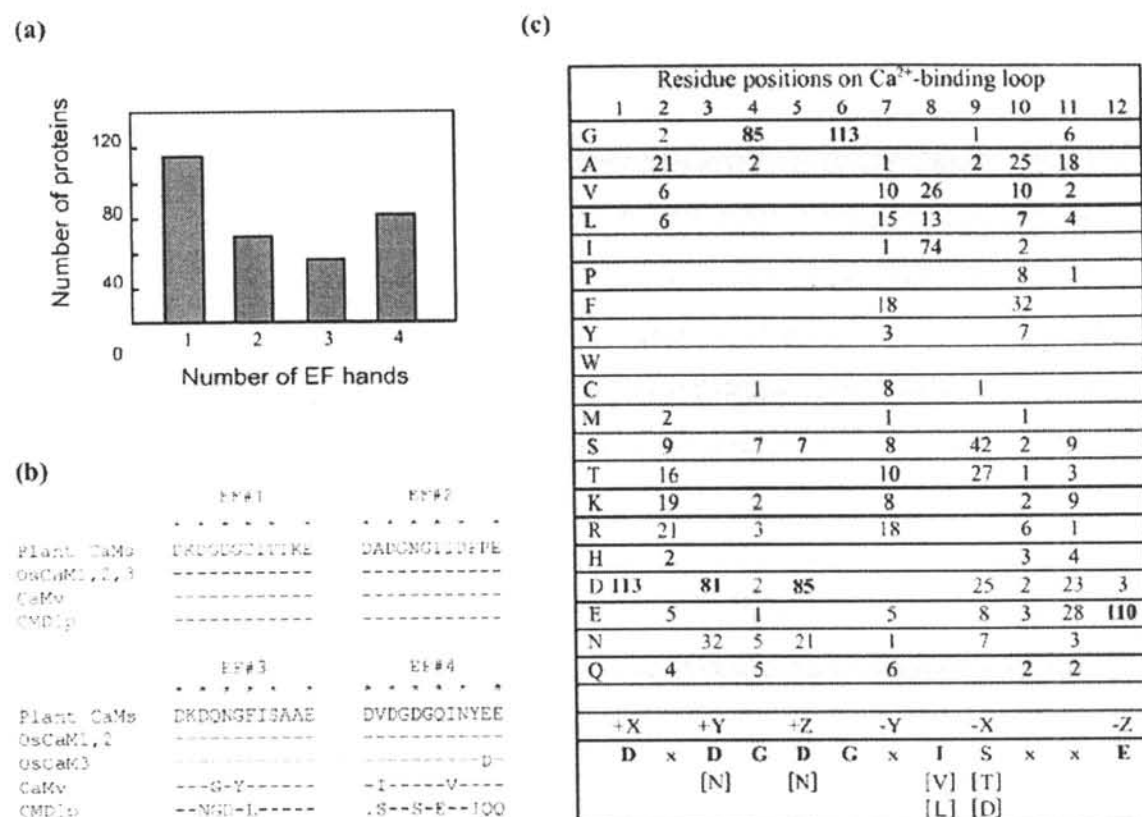 (a)
120
80
40
0
1 2 3 4
Number of proteins
Number of EF hands
(b)
EF#1 EF#2
Plant CaMs DKDGDGCITTKE DADGNGTIDFPE
OsCaM1,2,3 ------------ ------------
CaMv ------------ ------------
CMD1p ------------ ------------
EF#3 EF#4
* * * * * * * * * * * *
Plant CaMs DKDQNGFISAAE DVDGDGQINYEE
OsCaM1,2 ------------ ------------
OsCaM3 ------------ ----------D-
CaMv ---G-Y------ -I-----V----
CMD1p --NGD-L----- .S--S-E--IQQ
(c)
Residue positions on Ca²⁺-binding loop
1 2 3 4 5 6 7 8 9 10 11 12
G 2 85 113 1 6
A 21 2 1 2 25 18
V 6 10 26 10 2
L 6 15 13 7 4
I 1 74 2
P 8 1
F 18 32
Y 3 7
W
C 1 8 1
M 2 1 1
S 9 7 7 8 42 2 9
T 16 10 27 1 3
K 19 2 8 2 9
R 21 3 18 6 1
H 2 3 4
D 113 81 2 85 25 2 23 3
E 5 1 5 8 3 28 110
N 32 5 21 1 7 3
Q 4 5 6 2 2
+X +Y +Z -Y -X -Z
D x D G D G x I S x x E
[N] [N] [V] [T]
[L] [D]